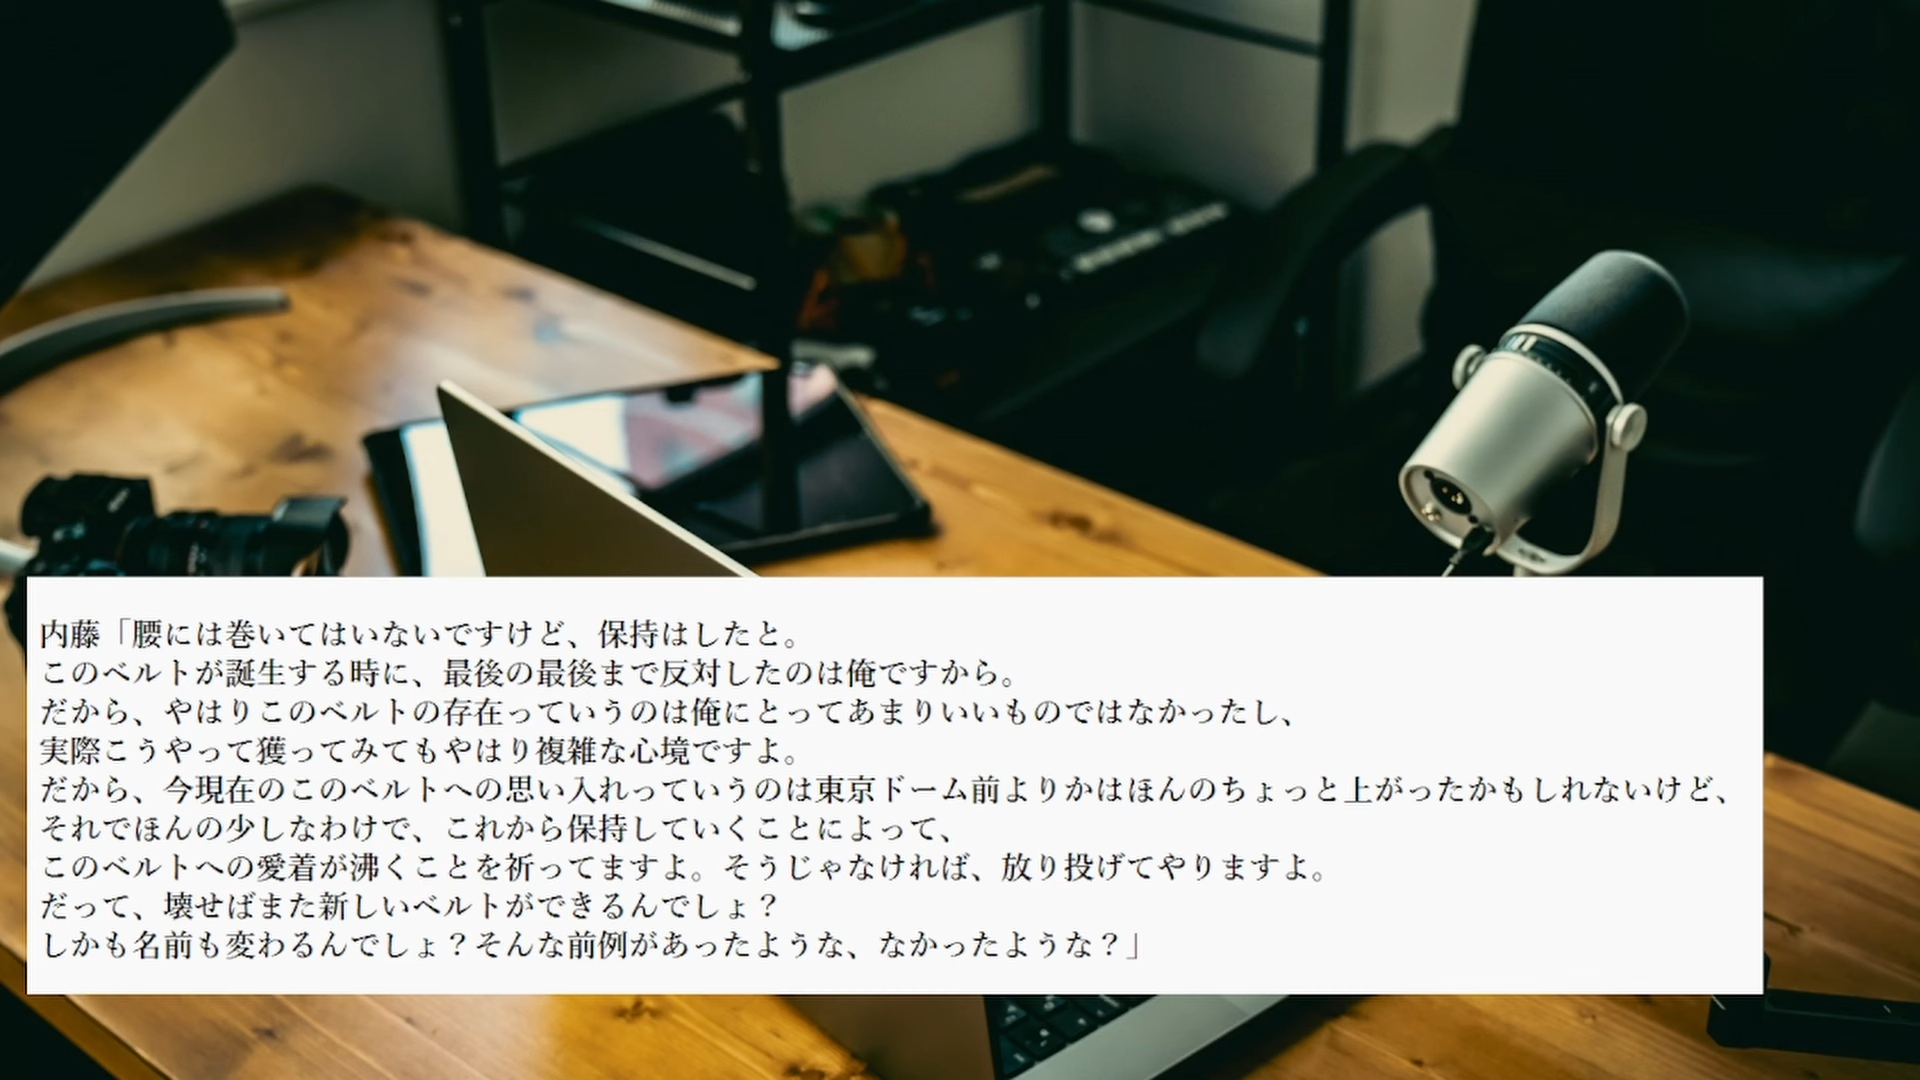 内藤「腰には巻いてはいないですけど、保持はしたと。
このベルトが誕生する時に、最後の最後まで反対したのは俺ですから。
だから、やはりこのベルトの存在っていうのは俺にとってあまりいいものではなかったし、
実際こうやって獲ってみてもやはり複雑な心境ですよ。
だから、今現在のこのベルトへの思い入れっていうのは東京ドーム前よりかはほんのちょっと上がったかもしれないけど、
それでほんの少しなわけで、これから保持していくことによって、
このベルトへの愛着が沸くことを祈ってますよ。そうじゃなければ、放り投げてやりますよ。
だって、壊せばまた新しいベルトができるんでしょ？
しかも名前も変わるんでしょ？そんな前例があったような、なかったような？」